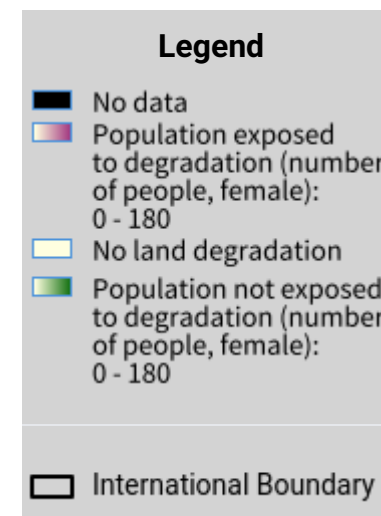 Legend
No data
Population exposed
to degradation (number
of people, female):
0 - 180
No land degradation
Population not exposed
to degradation (number
of people, female):
0 - 180
International Boundary